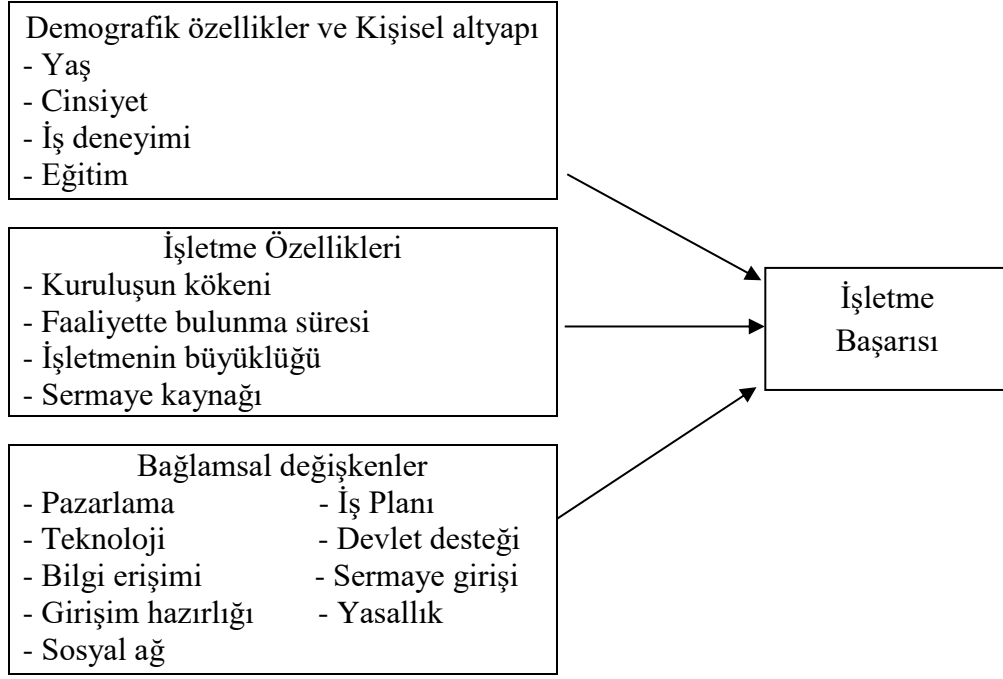 Demografik özellikler ve Kişisel altyapı
- Yaş
- Cinsiyet
- İş deneyimi
- Eğitim
İşletme Özellikleri
- Kuruluşun kökeni
- Faaliyette bulunma süresi
- İşletmenin büyüklüğü
- Sermaye kaynağı
Bağlamsal değişkenler
- Pazarlama - İş Planı
- Teknoloji - Devlet desteği
- Bilgi erişimi - Sermaye girişi
- Girişim hazırlığı - Yasallık
- Sosyal ağ
İşletme
Başarısı